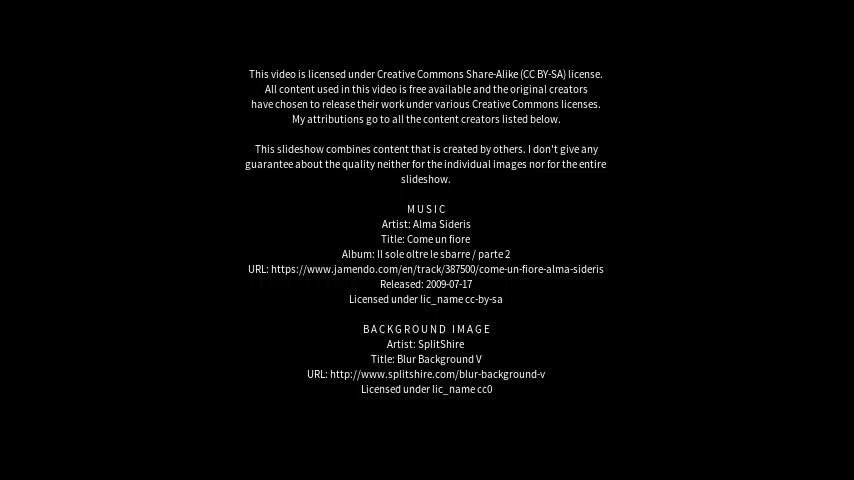 This video is licensed under Creative Commons Share-Alike (CC BY-SA) license.
All content used in this video is free available and the original creators
have chosen to release their work under various Creative Commons licenses.
My attributions go to all the content creators listed below.
This slideshow combines content that is created by others. I don't give any
guarantee about the quality neither for the individual images nor for the entire
slideshow.
MUSIC
Artist: Alma Sideris
Title: Come un fiore
Album: Il sole oltre le sbarre / parte 2
URL: https://www.jamendo.com/en/track/387500/come-un-fiore-alma-sideris
Released: 2009-07-17
Licensed under lic_name cc-by-sa
BACKGROUND IMAGE
Artist: SplitShire
Title: Blur Background V
URL: http://www.splitshire.com/blur-background-v
Licensed under lic_name cc0